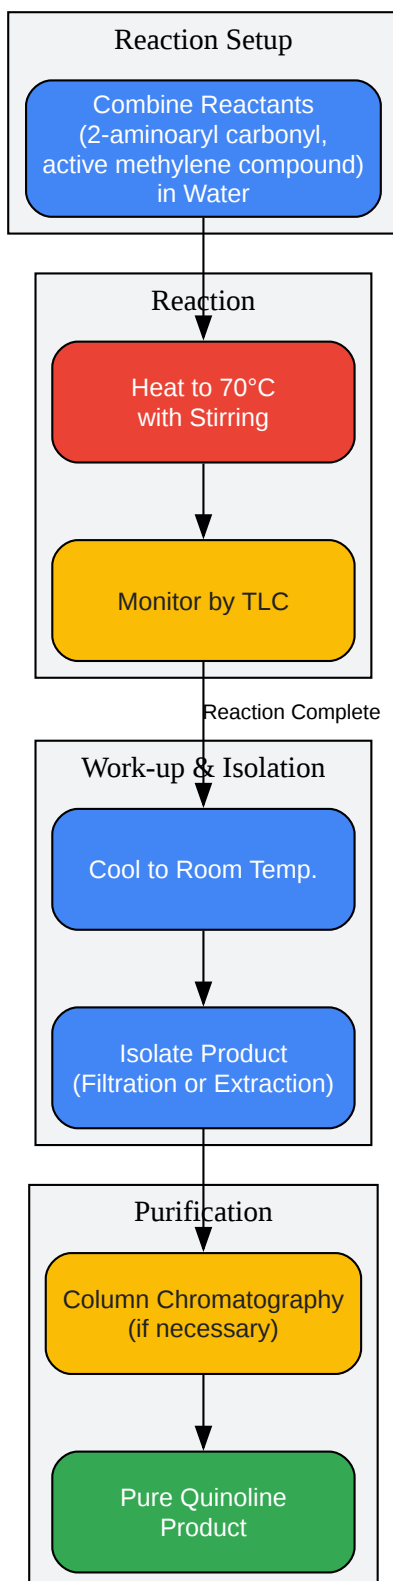 Reaction Setup
Combine Reactants
(2-aminoaryl carbonyl,
active methylene compound)
in Water
Reaction
Heat to 70°C
with Stirring
Monitor by TLC
Reaction Complete
Work-up & Isolation
Cool to Room Temp.
Isolate Product
(Filtration or Extraction)
Purification
Column Chromatography
(if necessary)
Pure Quinoline
Product